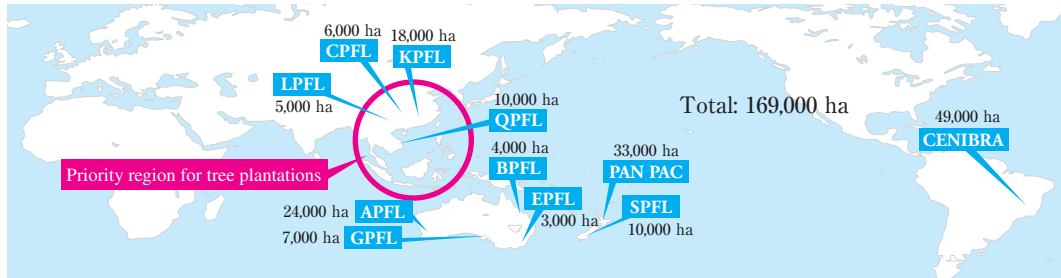 6,000 ha
CPFL
18,000 ha
KPFL
LPFL
5,000 ha
10,000 ha
QPFL
Total: 169,000 ha
49,000 ha
CENIBRA
4,000 ha
BPFL
33,000 ha
PAN PAC
Priority region for tree plantations
EPFL
3,000 ha
SPFL
10,000 ha
24,000 ha APFL
7,000 ha GPFL